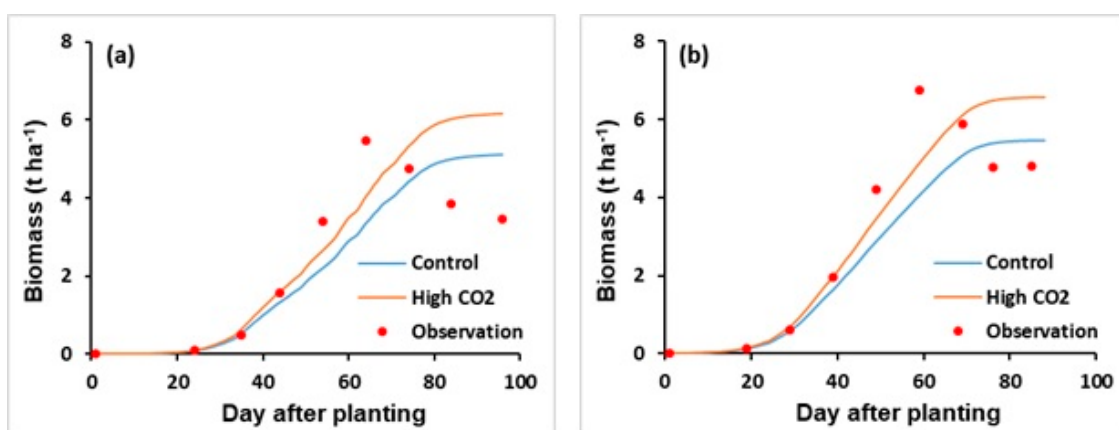 (a)
8
6
4
2
0
Biomass (t ha⁻¹)
Control
High CO2
Observation
0 20 40 60 80 100
Day after planting
(b)
8
6
4
2
0
Biomass (t ha⁻¹)
Control
High CO2
Observation
0 20 40 60 80 100
Day after planting